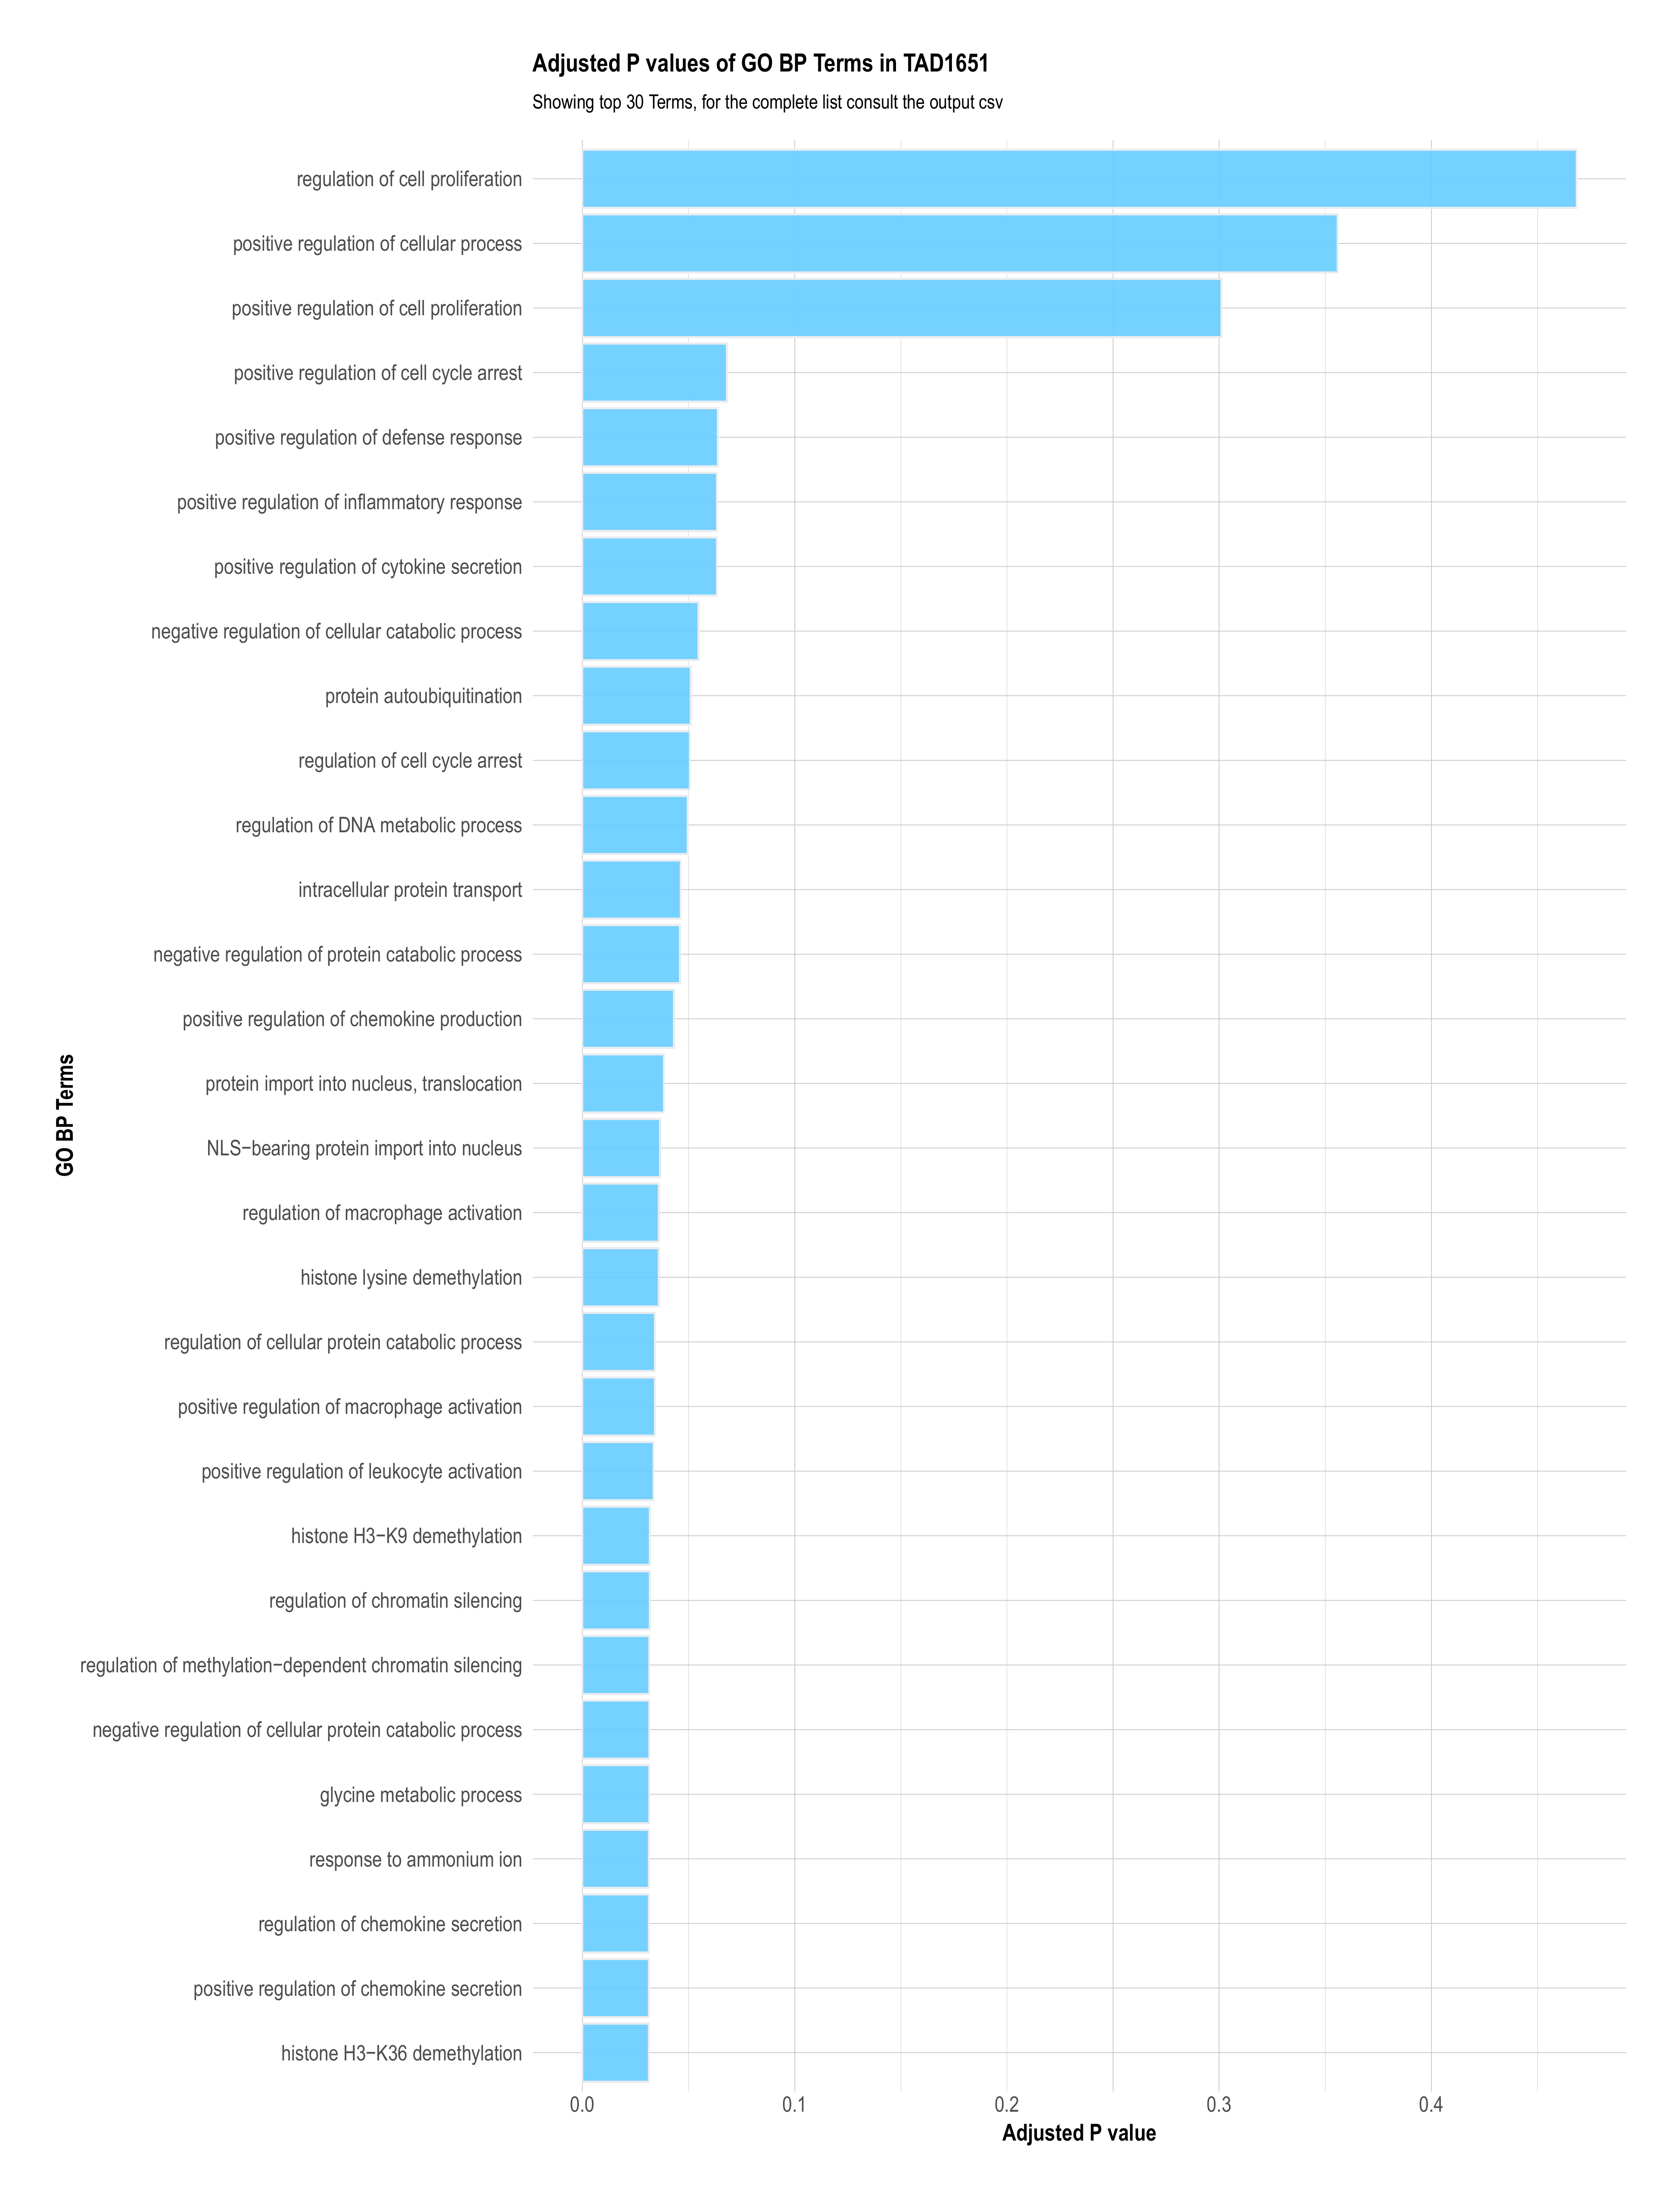 Adjusted P values of GO BP Terms in TAD1651
Showing top 30 Terms, for the complete list consult the output csv
regulation of cell proliferation
positive regulation of cellular process
positive regulation of cell proliferation
positive regulation of cell cycle arrest
positive regulation of defense response
positive regulation of inflammatory response
positive regulation of cytokine secretion
negative regulation of cellular catabolic process
protein autoubiquitination
regulation of cell cycle arrest
regulation of DNA metabolic process
intracellular protein transport
negative regulation of protein catabolic process
positive regulation of chemokine production
protein import into nucleus, translocation
NLS−bearing protein import into nucleus
regulation of macrophage activation
histone lysine demethylation
regulation of cellular protein catabolic process
positive regulation of macrophage activation
positive regulation of leukocyte activation
histone H3−K9 demethylation
regulation of chromatin silencing
regulation of methylation−dependent chromatin silencing
negative regulation of cellular protein catabolic process
glycine metabolic process
response to ammonium ion
regulation of chemokine secretion
positive regulation of chemokine secretion
histone H3−K36 demethylation
GO BP Terms
0.0 0.1 0.2 0.3 0.4
Adjusted P value